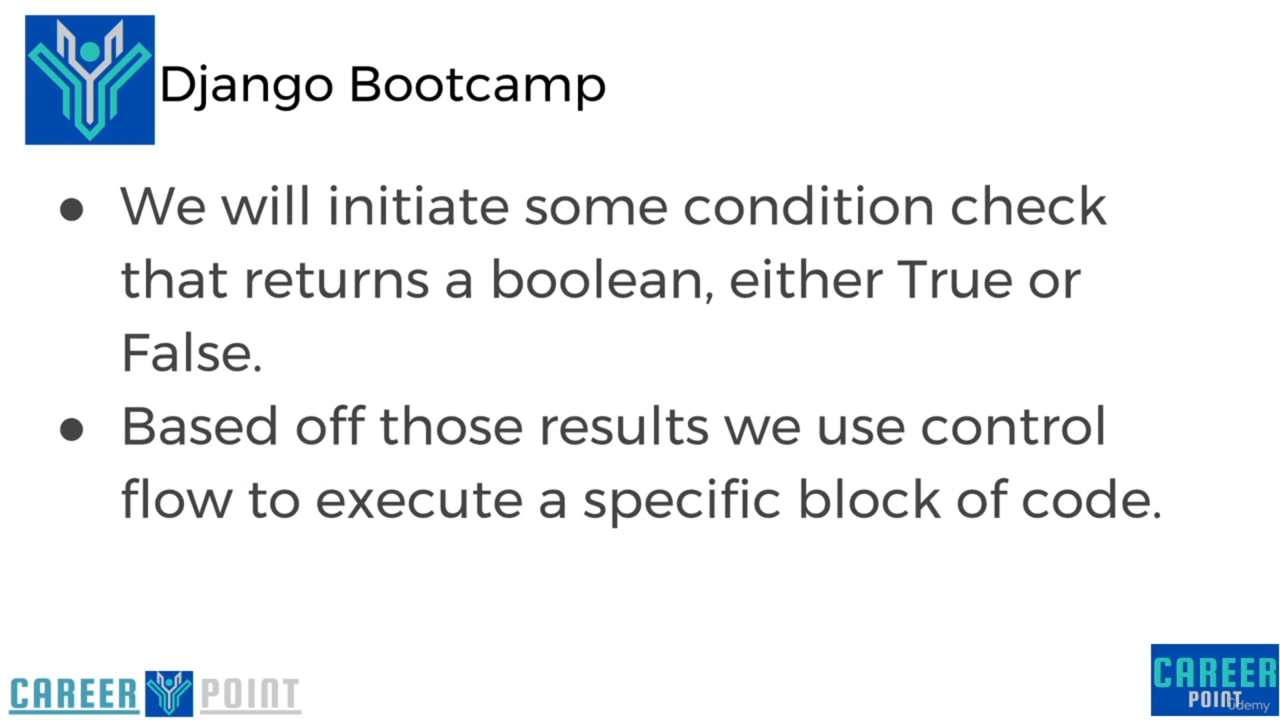 Django Bootcamp
● We will initiate some condition check
that returns a boolean, either True or
False.
● Based off those results we use control
flow to execute a specific block of code.
CAREER POINT
CAREER
POINT
Udemy